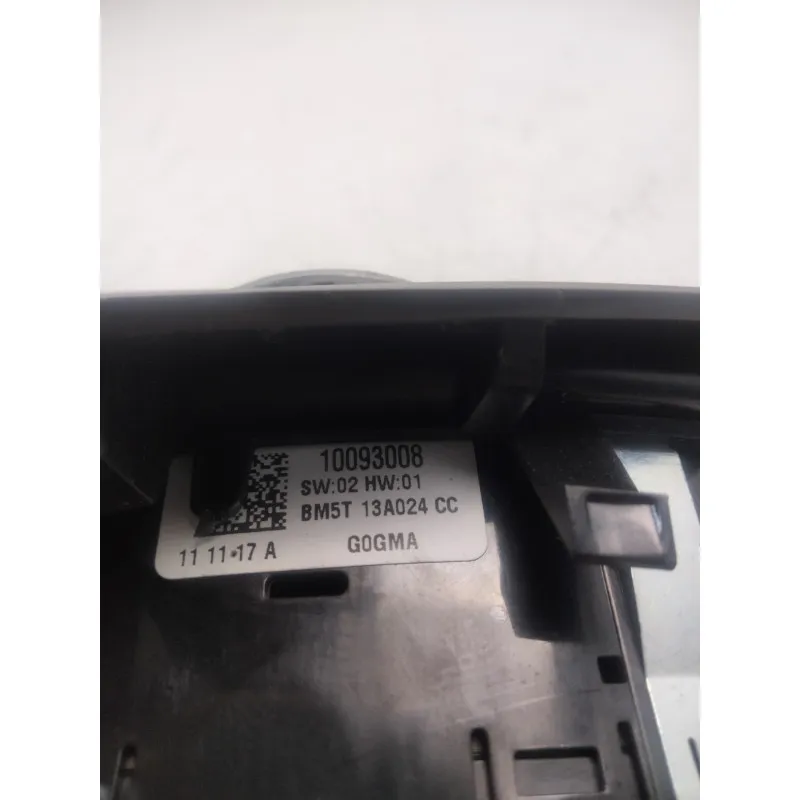 10093008
SW:02 HW:01
BM5T 13A024 CC
11 11•17 A G0GMA